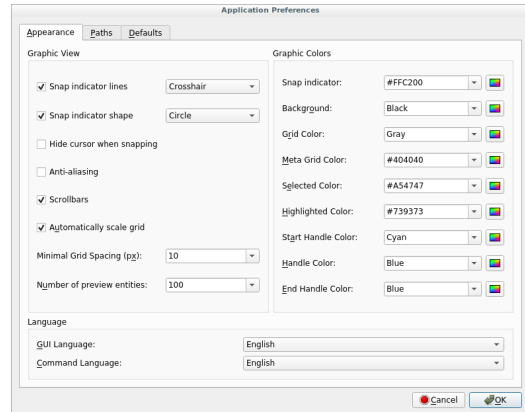 Application Preferences
Appearance Paths Defaults
Graphic View
Snap indicator lines Crosshair
Snap indicator shape Circle
Hide cursor when snapping
Anti-aliasing
Scrollbars
Automatically scale grid
Minimal Grid Spacing (px): 10
Number of preview entities: 100
Graphic Colors
Snap indicator: #FFC200
Background: Black
Grid Color: Gray
Meta Grid Color: #404040
Selected Color: #A54747
Highlighted Color: #739373
Start Handle Color: Cyan
Handle Color: Blue
End Handle Color: Blue
Language
GUI Language: English
Command Language: English
Cancel OK